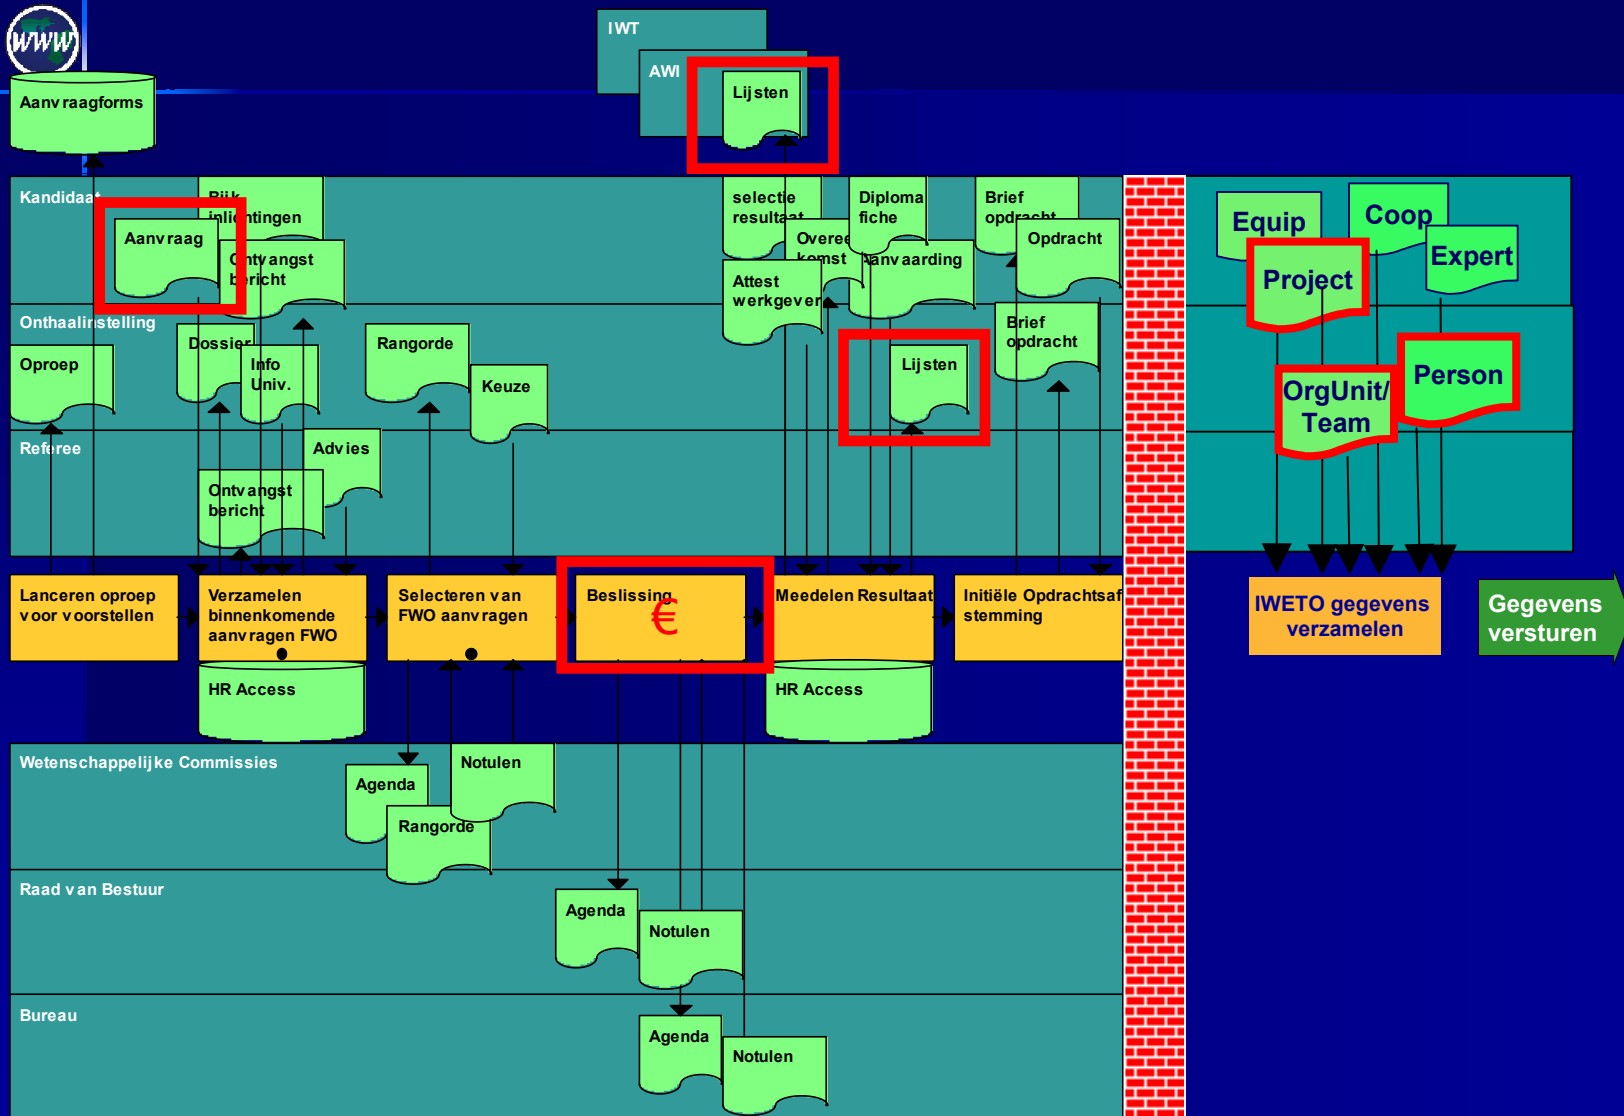 WWW
Aanvraagforms
IWT
AWI
Lijsten
Kandidaat
Aanvraag
Bijk
inlichtingen
Ontvangst
bericht
selectie
resultaat
Attest
werkgever
Overee
komst
Diploma
fiche
Aanvaarding
Brief
opdracht
Opdracht
Onthaalinstelling
Oproep
Dossier
Info
Univ.
Rangorde
Keuze
Lijsten
Brief
opdracht
Referee
Ontvangst
bericht
Advies
Lanceren oproep
voor voorstellen
Verzamelen
binnenkomende
aanvragen FWO
Selecteren van
FWO aanvragen
Beslissing
€
Meedelen Resultaat
Initiële Opdrachtsaf
stemming
HR Access
HR Access
Wetenschappelijke Commissies
Agenda
Rangorde
Notulen
Raad van Bestuur
Agenda
Notulen
Bureau
Agenda
Notulen
Equip
Project
Coop
Expert
OrgUnit/
Team
Person
IWETO gegevens
verzamelen
Gegevens
versturen